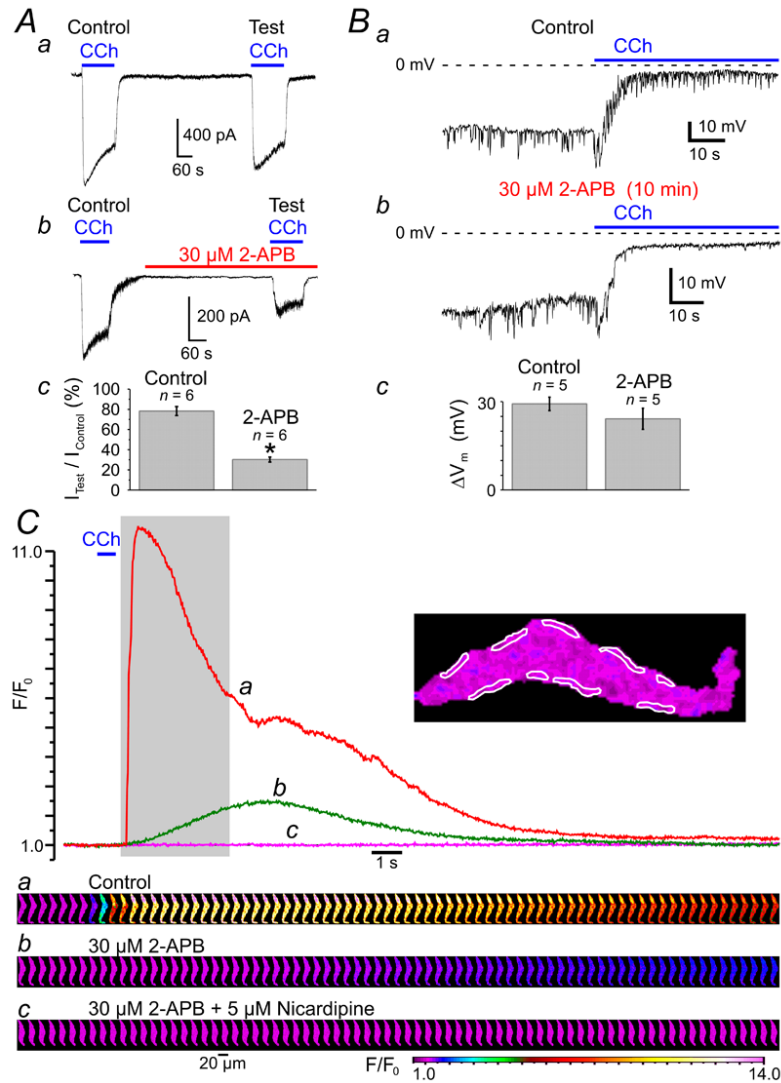 A
a
Control
Test
CCh
CCh
400 pA
60 s
b
Control
Test
CCh
CCh
30 µM 2-APB
200 pA
60 s
c
Control
n = 6
2-APB
n = 6
*
I Test / I Control (%)
100
80
60
40
20
0
B
a
Control
CCh
0 mV
10 mV
10 s
30 µM 2-APB (10 min)
b
CCh
0 mV
10 mV
10 s
c
Control
n = 5
2-APB
n = 5
ΔVm (mV)
30
0
C
CCh
11.0
F/F0
1.0
a
b
c
1 s
a
Control
b
30 µM 2-APB
c
30 µM 2-APB + 5 µM Nicardipine
20 µm
F/F0
1.0
14.0